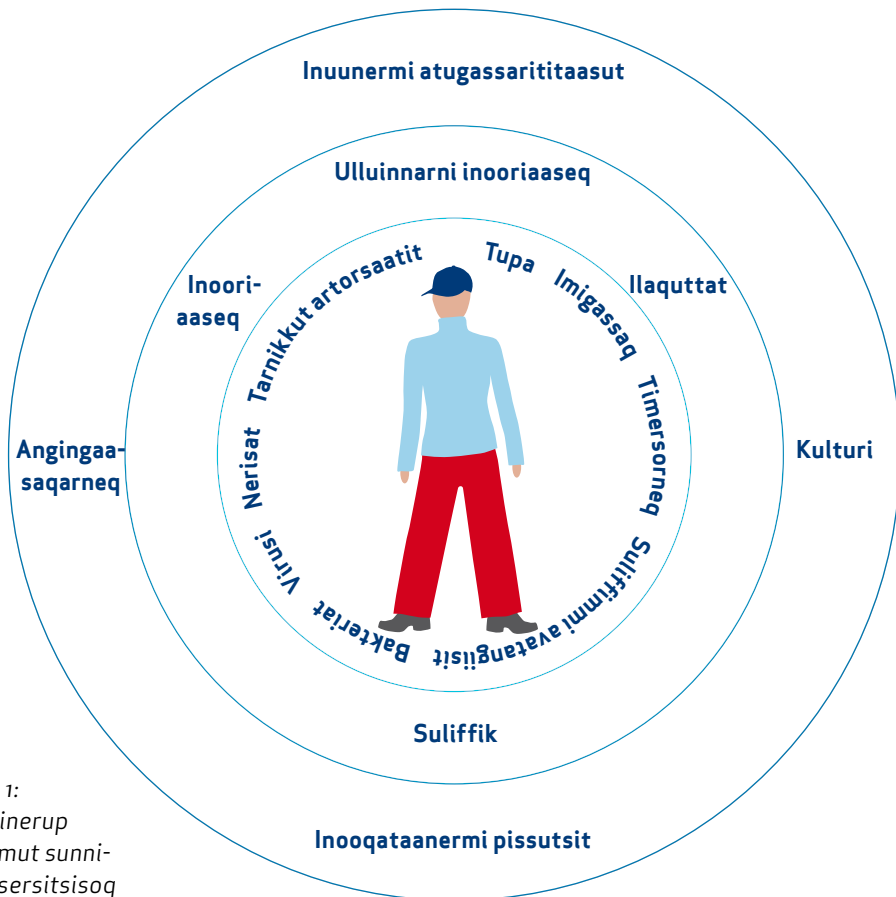 Inuunermi atugassarititaasut
Ulluinnarni inooriaaseq
Inoori-
aaseq
Ilaquttat
Tarnikkut artorsaatit
Tupa
Imigassaq
Timersorneq
Suliffimmi avatangiisit
Bakteriat
Virusi
Nerisat
Angingaa-
saqarneq
Kulturi
Suliffik
Inooqataanermi pissutsit
1:
inerup
mut sunni-
sersitsisoq